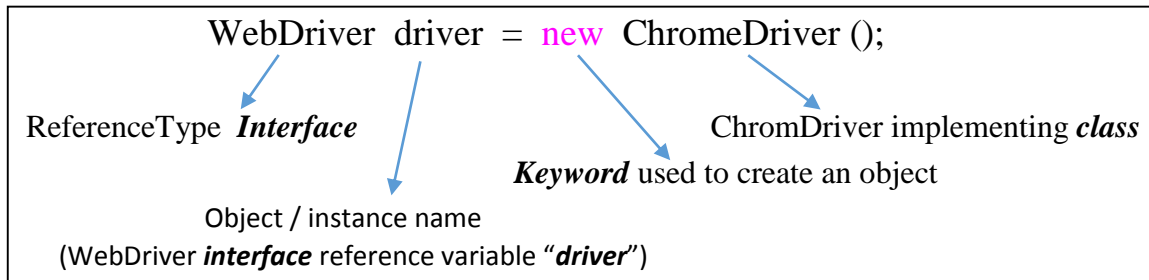 WebDriver driver = new ChromeDriver ();
ReferenceType Interface
ChromDriver implementing class
Keyword used to create an object
Object / instance name
(WebDriver interface reference variable “driver”)